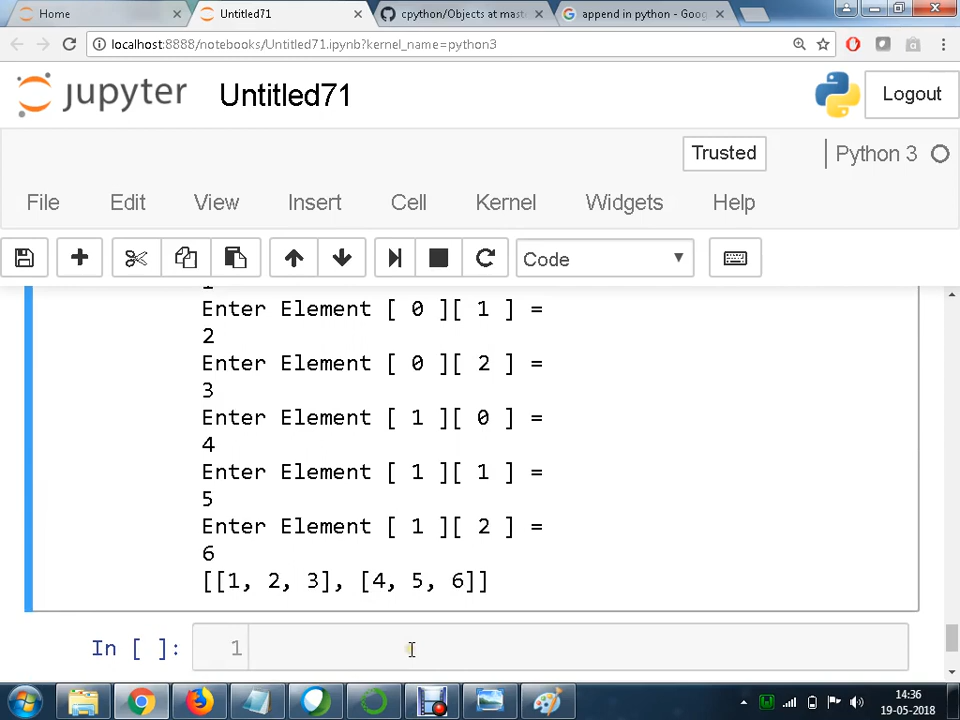 Home
Untitled71
cpython/Objects at mast
append in python - Goog
localhost:8888/notebooks/Untitled71.ipynb?kernel_name=python3
jupyter Untitled71
Logout
Trusted
Python 3
File Edit View Insert Cell Kernel Widgets Help
Code
1
Enter Element [ 0 ][ 1 ] =
2
Enter Element [ 0 ][ 2 ] =
3
Enter Element [ 1 ][ 0 ] =
4
Enter Element [ 1 ][ 1 ] =
5
Enter Element [ 1 ][ 2 ] =
6
[[1, 2, 3], [4, 5, 6]]
In [ ]: 1
14:36
19-05-2018